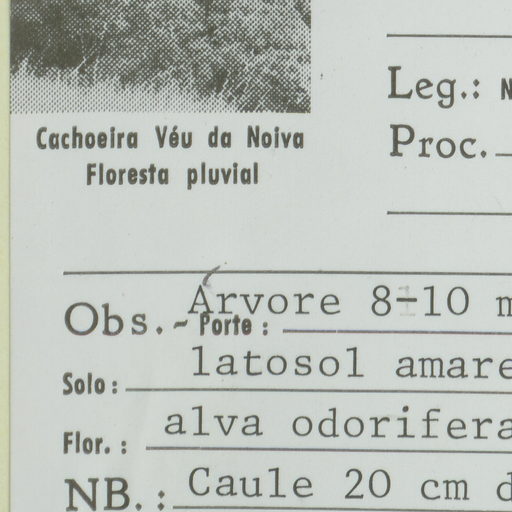 Cachoeira Véu da Noiva
Floresta pluvial
Leg.: N
Proc.
Obs.- Porte: Árvore 8-10 m
Solo: latosol amare
Flor.: alva odorifera
NB.: Caule 20 cm d